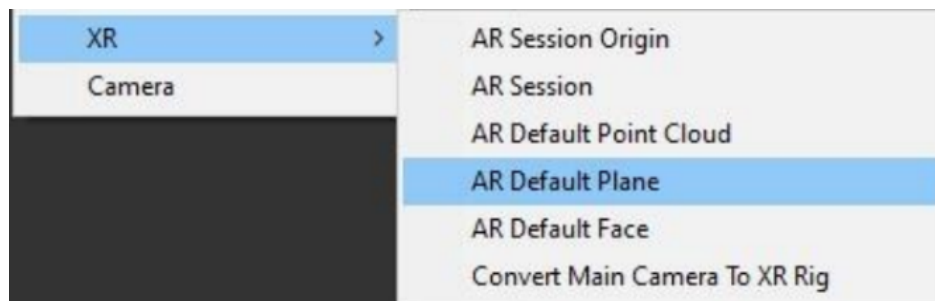 XR >
Camera
AR Session Origin
AR Session
AR Default Point Cloud
AR Default Plane
AR Default Face
Convert Main Camera To XR Rig